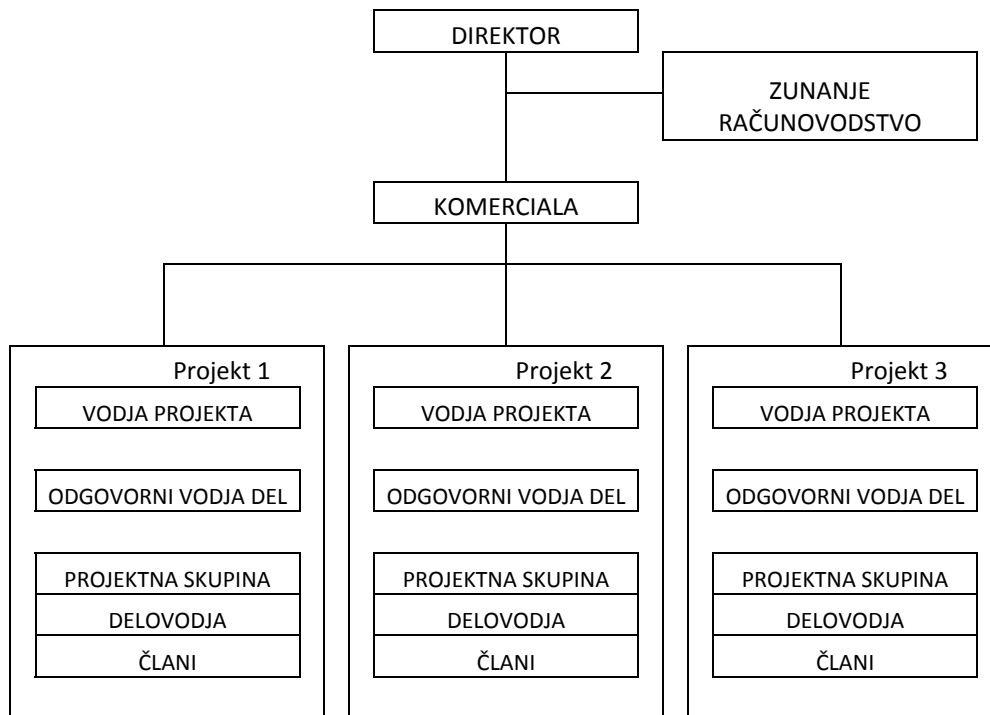 DIREKTOR
ZUNANJE
RAČUNOVODSTVO
KOMERCIALA
Projekt 1
VODJA PROJEKTA
ODGOVORNI VODJA DEL
PROJEKTNA SKUPINA
DELOVODJA
ČLANI
Projekt 2
VODJA PROJEKTA
ODGOVORNI VODJA DEL
PROJEKTNA SKUPINA
DELOVODJA
ČLANI
Projekt 3
VODJA PROJEKTA
ODGOVORNI VODJA DEL
PROJEKTNA SKUPINA
DELOVODJA
ČLANI